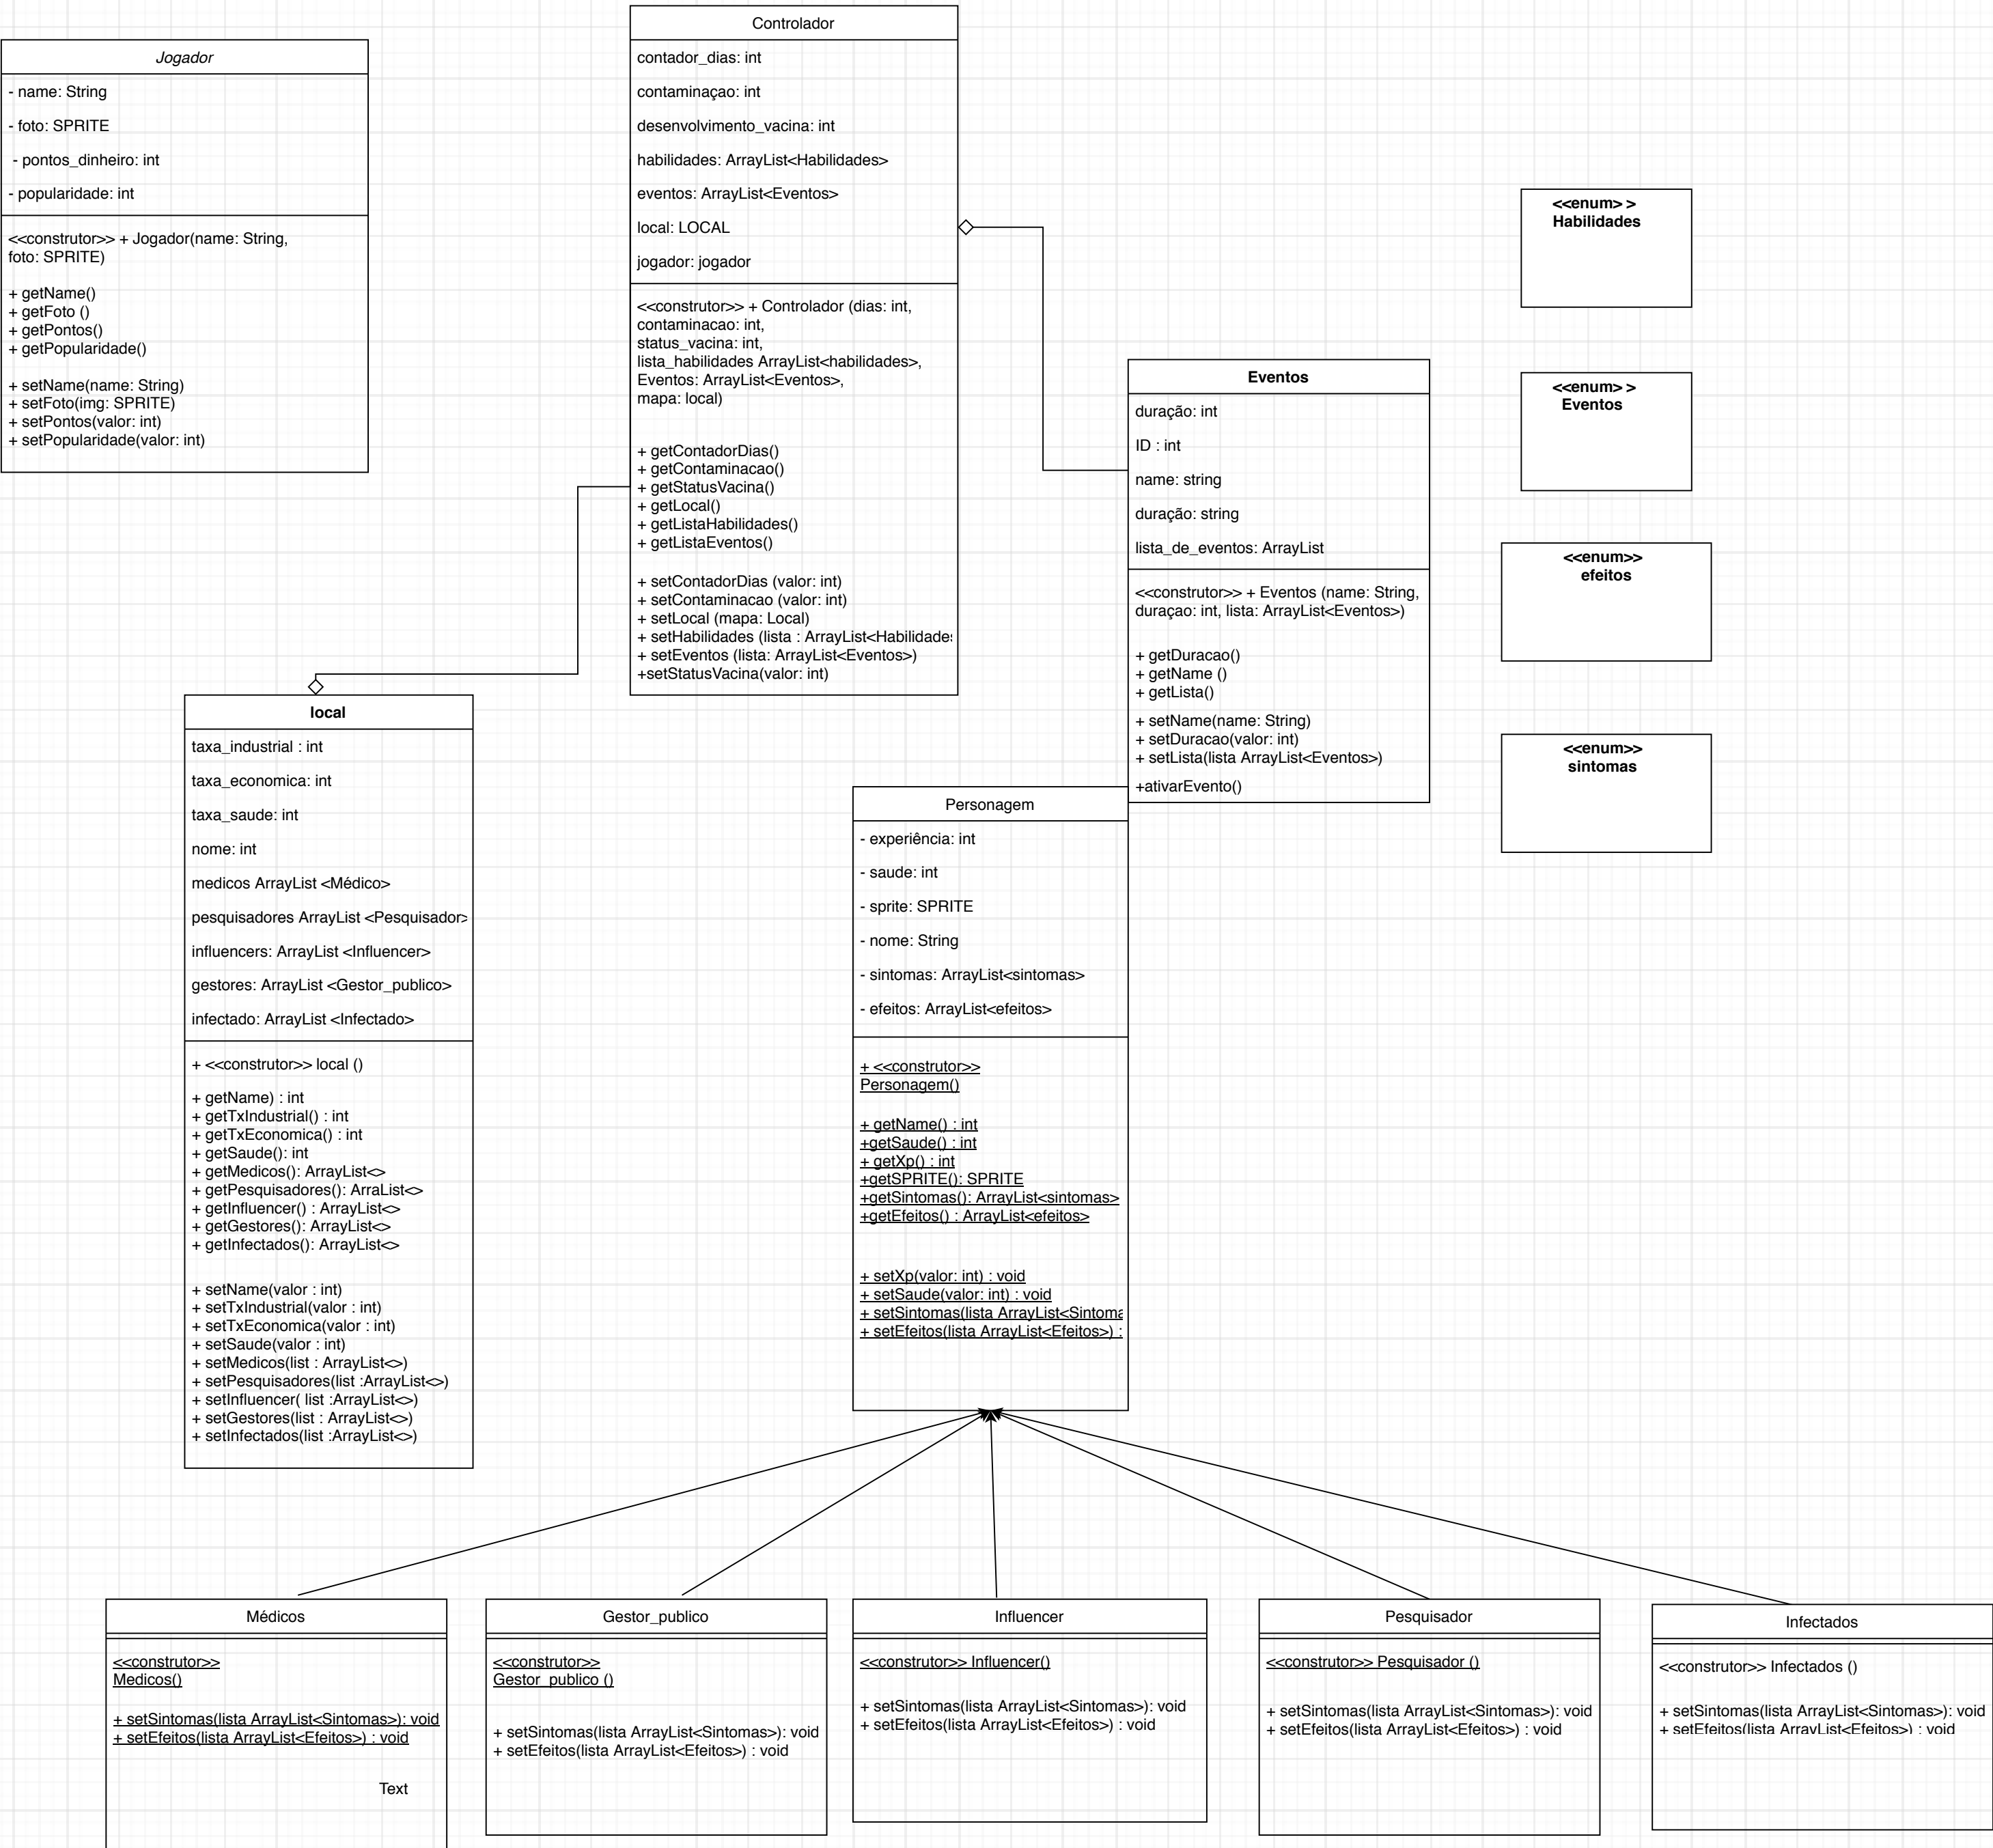 Jogador
- name: String
- foto: SPRITE
- pontos_dinheiro: int
- popularidade: int
<<construtor>> + Jogador(name: String,
foto: SPRITE)
+ getName()
+ getFoto ()
+ getPontos()
+ getPopularidade()
+ setName(name: String)
+ setFoto(img: SPRITE)
+ setPontos(valor: int)
+ setPopularidade(valor: int)
Controlador
contador_dias: int
contaminaçao: int
desenvolvimento_vacina: int
habilidades: ArrayList<Habilidades>
eventos: ArrayList<Eventos>
local: LOCAL
jogador: jogador
<<construtor>> + Controlador (dias: int,
contaminacao: int,
status_vacina: int,
lista_habilidades ArrayList<habilidades>,
Eventos: ArrayList<Eventos>,
mapa: local)
+ getContadorDias()
+ getContaminacao()
+ getStatusVacina()
+ getLocal()
+ getListaHabilidades()
+ getListaEventos()
+ setContadorDias (valor: int)
+ setContaminacao (valor: int)
+ setLocal (mapa: Local)
+ setHabilidades (lista : ArrayList<Habilidades
+ setEventos (lista: ArrayList<Eventos>)
+setStatusVacina(valor: int)
<<enum> >
Habilidades
<<enum> >
Eventos
<<enum>>
efeitos
<<enum>>
sintomas
Eventos
duração: int
ID : int
name: string
duração: string
lista_de_eventos: ArrayList
<<construtor>> + Eventos (name: String,
duraçao: int, lista: ArrayList<Eventos>)
+ getDuracao()
+ getName ()
+ getLista()
+ setName(name: String)
+ setDuracao(valor: int)
+ setLista(lista ArrayList<Eventos>)
+ativarEvento()
local
taxa_industrial : int
taxa_economica: int
taxa_saude: int
nome: int
medicos ArrayList <Médico>
pesquisadores ArrayList <Pesquisador>
influencers: ArrayList <Influencer>
gestores: ArrayList <Gestor_publico>
infectado: ArrayList <Infectado>
+ <<construtor>> local ()
+ getName) : int
+ getTxIndustrial() : int
+ getTxEconomica() : int
+ getSaude(): int
+ getMedicos(): ArrayList<>
+ getPesquisadores(): ArraList<>
+ getInfluencer() : ArrayList<>
+ getGestores(): ArrayList<>
+ getInfectados(): ArrayList<>
+ setName(valor : int)
+ setTxIndustrial(valor : int)
+ setTxEconomica(valor : int)
+ setSaude(valor : int)
+ setMedicos(list : ArrayList<>)
+ setPesquisadores(list :ArrayList<>)
+ setInfluencer( list :ArrayList<>)
+ setGestores(list : ArrayList<>)
+ setInfectados(list :ArrayList<>)
Personagem
- experiência: int
- saude: int
- sprite: SPRITE
- nome: String
- sintomas: ArrayList<sintomas>
- efeitos: ArrayList<efeitos>
+ <<construtor>>
Personagem()
+ getName() : int
+getSaude() : int
+ getXp() : int
+getSPRITE(): SPRITE
+getSintomas(): ArrayList<sintomas>
+getEfeitos() : ArrayList<efeitos>
+ setXp(valor: int) : void
+ setSaude(valor: int) : void
+ setSintomas(lista ArrayList<Sintoma
+ setEfeitos(lista ArrayList<Efeitos>) :
Médicos
<<construtor>>
Medicos()
+ setSintomas(lista ArrayList<Sintomas>): void
+ setEfeitos(lista ArrayList<Efeitos>) : void
Text
Gestor_publico
<<construtor>>
Gestor_publico ()
+ setSintomas(lista ArrayList<Sintomas>): void
+ setEfeitos(lista ArrayList<Efeitos>) : void
Influencer
<<construtor>> Influencer()
+ setSintomas(lista ArrayList<Sintomas>): void
+ setEfeitos(lista ArrayList<Efeitos>) : void
Pesquisador
<<construtor>> Pesquisador ()
+ setSintomas(lista ArrayList<Sintomas>): void
+ setEfeitos(lista ArrayList<Efeitos>) : void
Infectados
<<construtor>> Infectados ()
+ setSintomas(lista ArrayList<Sintomas>): void
+ setEfeitos(lista ArrayList<Efeitos>) : void